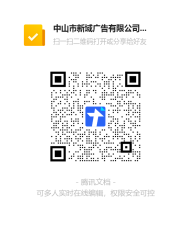 中山市新域广告有限公司...
扫一扫二维码打开或分享给好友
- 腾讯文档 -
可多人实时在线编辑，权限安全可控